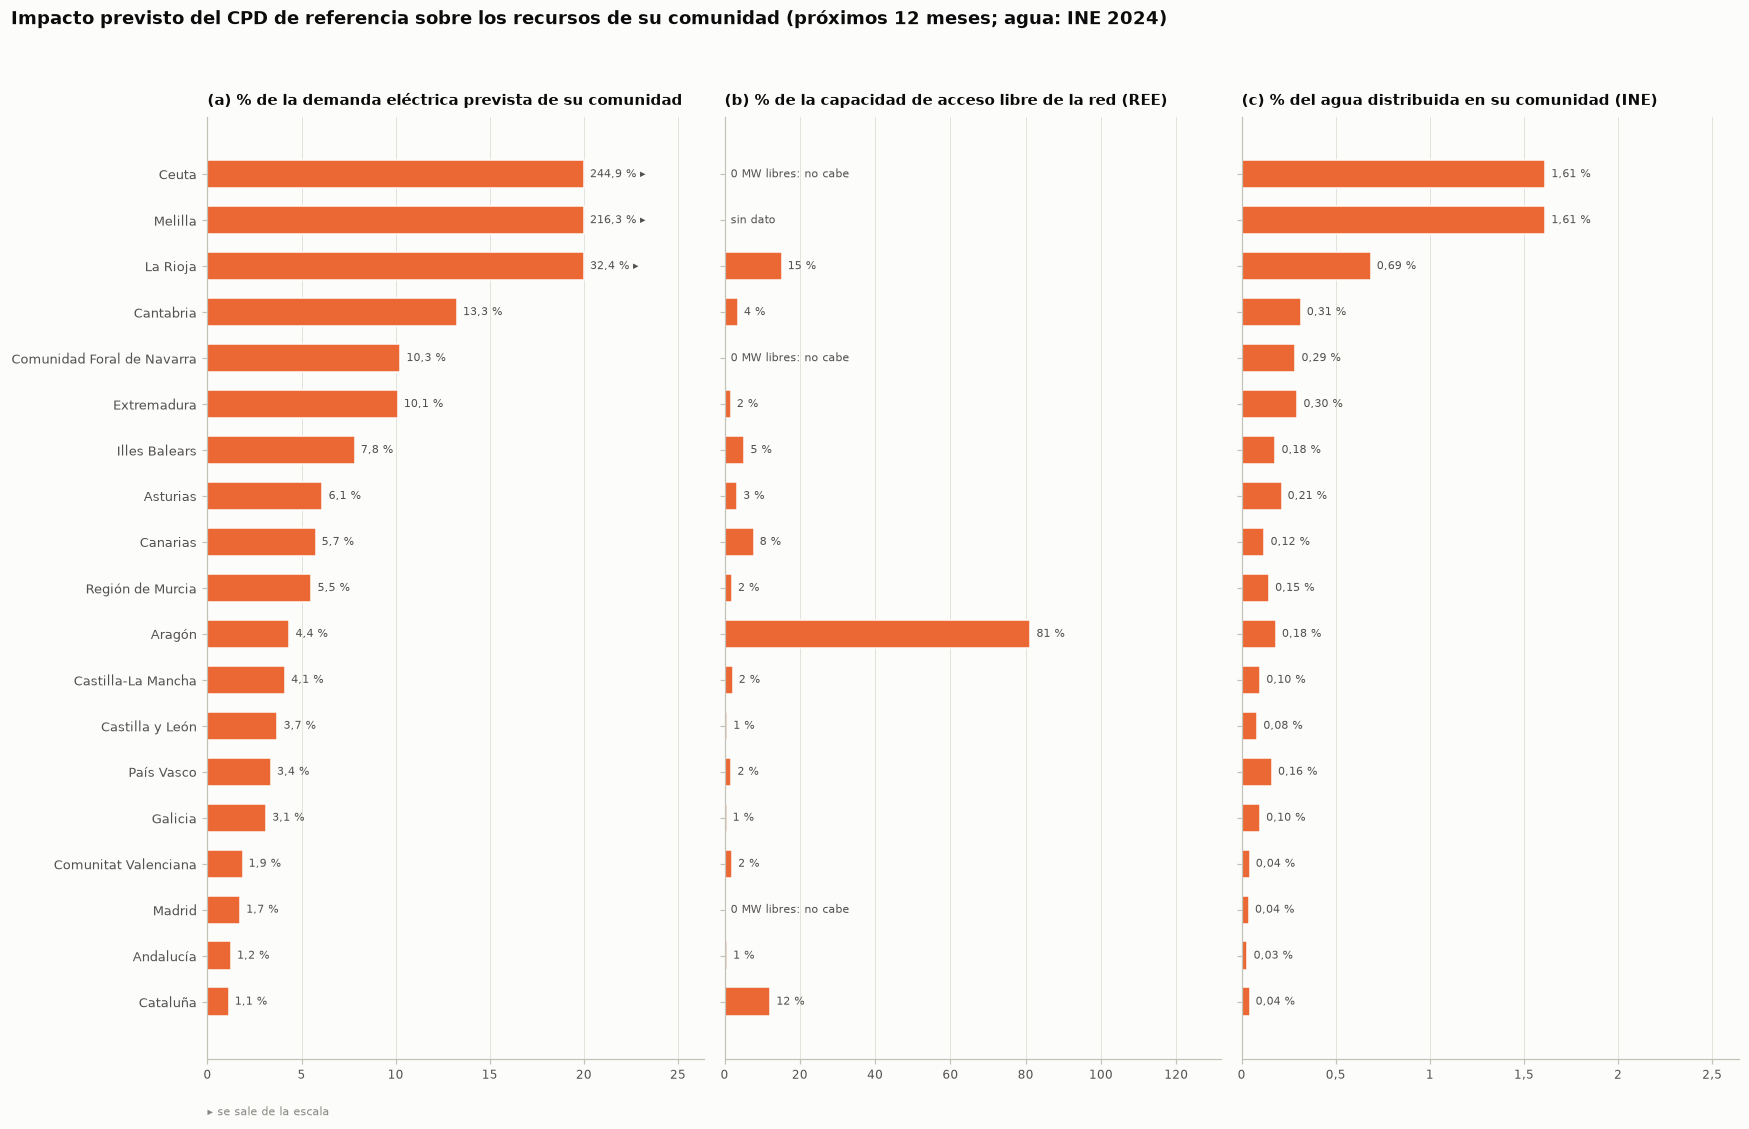 Impacto previsto del CPD de referencia sobre los recursos de su comunidad (próximos 12 meses; agua: INE 2024)
(a) % de la demanda eléctrica prevista de su comunidad
(b) % de la capacidad de acceso libre de la red (REE)
(c) % del agua distribuida en su comunidad (INE)
Ceuta 244,9 % ▸ 0 MW libres: no cabe 1,61 %
Melilla 216,3 % ▸ sin dato 1,61 %
La Rioja 32,4 % ▸ 15 % 0,69 %
Cantabria 13,3 % 4 % 0,31 %
Comunidad Foral de Navarra 10,3 % 0 MW libres: no cabe 0,29 %
Extremadura 10,1 % 2 % 0,30 %
Illes Balears 7,8 % 5 % 0,18 %
Asturias 6,1 % 3 % 0,21 %
Canarias 5,7 % 8 % 0,12 %
Región de Murcia 5,5 % 2 % 0,15 %
Aragón 4,4 % 81 % 0,18 %
Castilla-La Mancha 4,1 % 2 % 0,10 %
Castilla y León 3,7 % 1 % 0,08 %
País Vasco 3,4 % 2 % 0,16 %
Galicia 3,1 % 1 % 0,10 %
Comunitat Valenciana 1,9 % 2 % 0,04 %
Madrid 1,7 % 0 MW libres: no cabe 0,04 %
Andalucía 1,2 % 1 % 0,03 %
Cataluña 1,1 % 12 % 0,04 %
0 5 10 15 20 25
0 20 40 60 80 100 120
0 0,5 1 1,5 2 2,5
▸ se sale de la escala